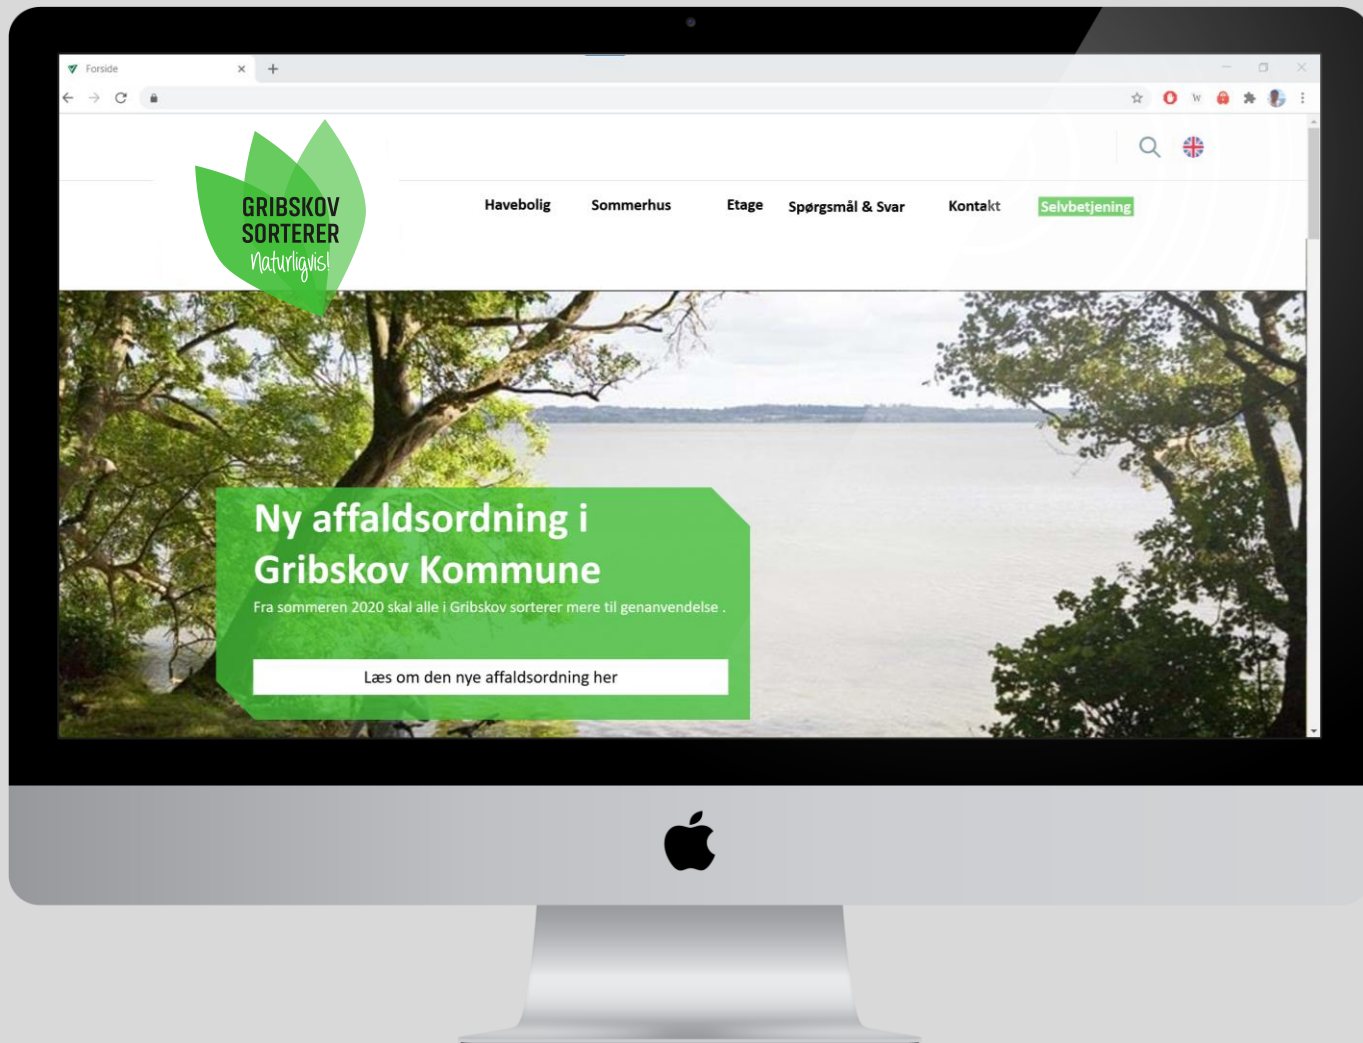 Forside
GRIBSKOV
SORTERER
Naturligvis!
Havebolig Sommerhus Etage Spørgsmål & Svar Kontakt Selvbetjening
Ny affaldsordning i
Gribskov Kommune
Fra sommeren 2020 skal alle i Gribskov sorterer mere til genanvendelse .
Læs om den nye affaldsordning her